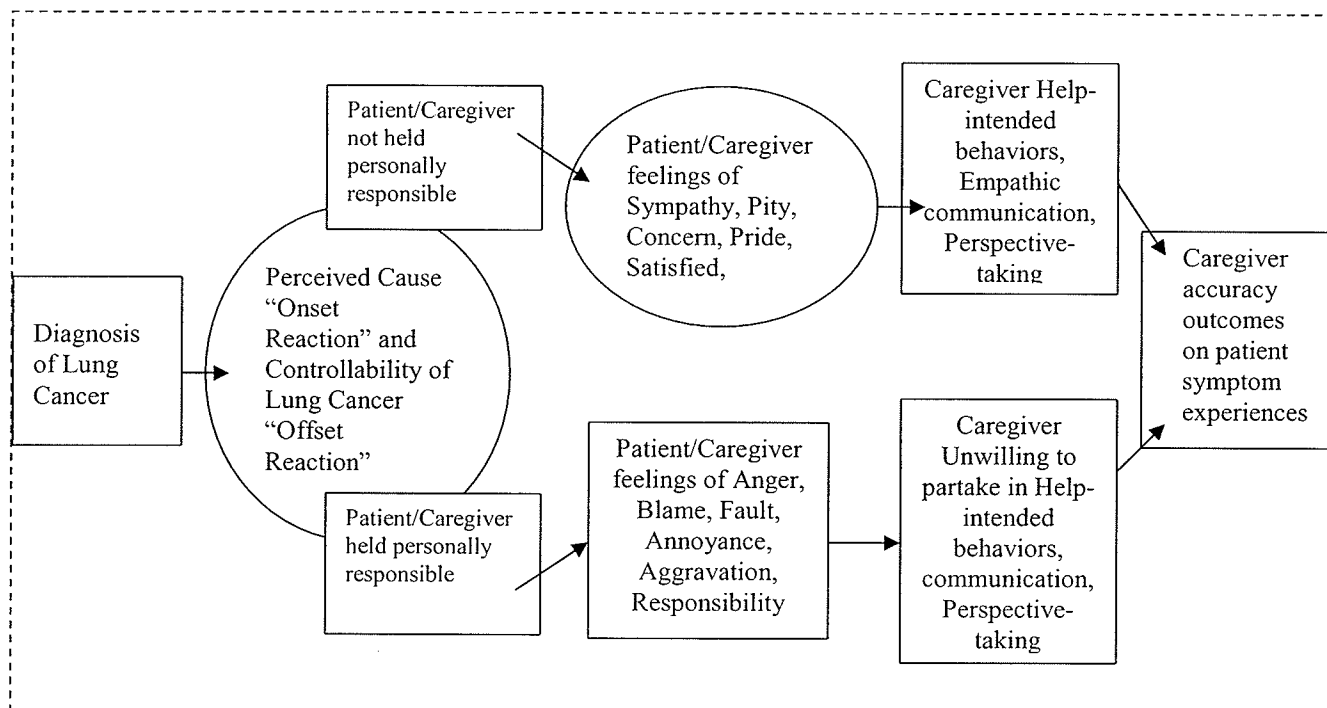 Diagnosis
of Lung
Cancer
Perceived Cause
“Onset
Reaction” and
Controllability of
Lung Cancer
“Offset
Reaction”
Patient/Caregiver
not held
personally
responsible
Patient/Caregiver
feelings of
Sympathy, Pity,
Concern, Pride,
Satisfied,
Caregiver Help-
intended
behaviors,
Empathic
communication,
Perspective-
taking
Patient/Caregiver
held personally
responsible
Patient/Caregiver
feelings of Anger,
Blame, Fault,
Annoyance,
Aggravation,
Responsibility
Caregiver
Unwilling to
partake in Help-
intended
behaviors,
communication,
Perspective-
taking
Caregiver
accuracy
outcomes
on patient
symptom
experiences